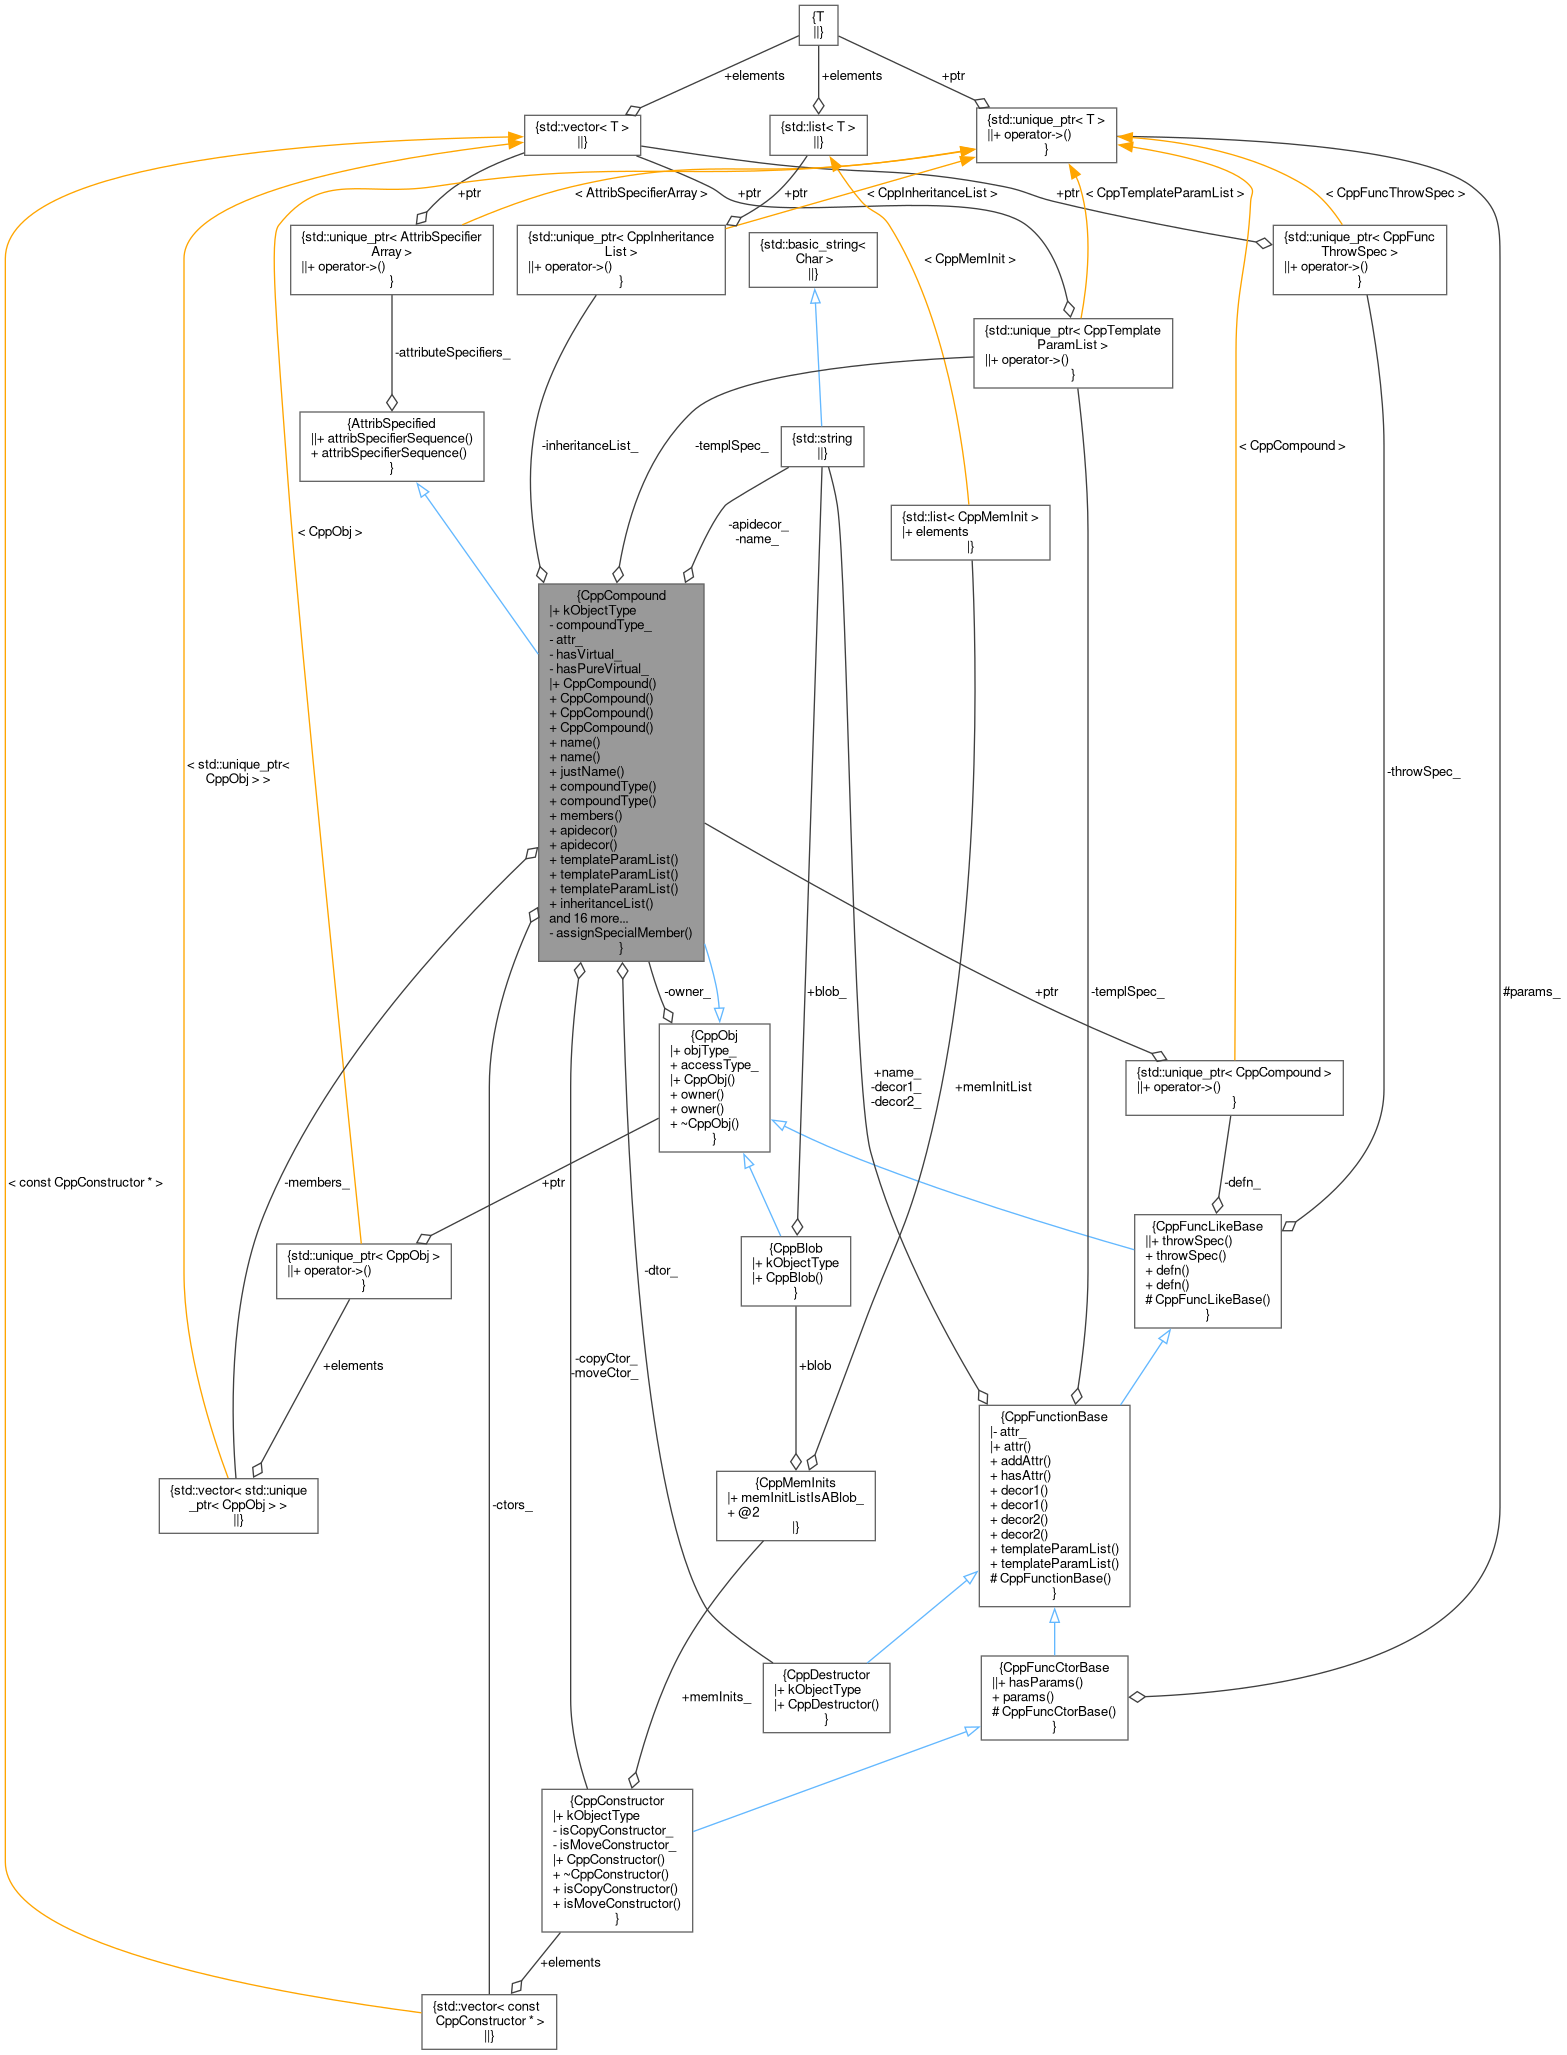 {T
||}
+elements
+elements
+ptr
{std::vector< T >
||}
{std::list< T >
||}
{std::unique_ptr< T >
||+ operator->()
}
+ptr
< AttribSpecifierArray >
+ptr
+ptr
< CppInheritanceList >
+ptr
< CppTemplateParamList >
< CppFuncThrowSpec >
{std::unique_ptr< AttribSpecifier
Array >
||+ operator->()
}
{std::unique_ptr< CppInheritance
List >
||+ operator->()
}
{std::basic_string<
Char >
||}
< CppMemInit >
{std::unique_ptr< CppFunc
ThrowSpec >
||+ operator->()
}
{std::unique_ptr< CppTemplate
ParamList >
||+ operator->()
}
-attributeSpecifiers_
{AttribSpecified
||+ attribSpecifierSequence()
+ attribSpecifierSequence()
}
-inheritanceList_
-templSpec_
{std::string
||}
< CppCompound >
< CppObj >
-apidecor_
-name_
{std::list< CppMemInit >
|+ elements
|}
{CppCompound
|+ kObjectType
- compoundType_
- attr_
- hasVirtual_
- hasPureVirtual_
|+ CppCompound()
+ CppCompound()
+ CppCompound()
+ CppCompound()
+ name()
+ name()
+ justName()
+ compoundType()
+ compoundType()
+ members()
+ apidecor()
+ apidecor()
+ templateParamList()
+ templateParamList()
+ templateParamList()
+ inheritanceList()
and 16 more...
- assignSpecialMember()
}
< std::unique_ptr<
CppObj > >
-throwSpec_
-owner_
+blob_
+ptr
-templSpec_
#params_
{CppObj
|+ objType_
+ accessType_
|+ CppObj()
+ owner()
+ owner()
+ ~CppObj()
}
+name_
-decor1_
-decor2_
+memInitList
{std::unique_ptr< CppCompound >
||+ operator->()
}
< const CppConstructor * >
-members_
+ptr
-defn_
{std::unique_ptr< CppObj >
||+ operator->()
}
{CppBlob
|+ kObjectType
|+ CppBlob()
}
{CppFuncLikeBase
||+ throwSpec()
+ throwSpec()
+ defn()
+ defn()
# CppFuncLikeBase()
}
-dtor_
+elements
-copyCtor_
-moveCtor_
+blob
{CppFunctionBase
|- attr_
|+ attr()
+ addAttr()
+ hasAttr()
+ decor1()
+ decor1()
+ decor2()
+ decor2()
+ templateParamList()
+ templateParamList()
# CppFunctionBase()
}
{std::vector< std::unique
_ptr< CppObj > >
||}
-ctors_
{CppMemInits
|+ memInitListIsABlob_
+ @2
|}
+memInits_
{CppDestructor
|+ kObjectType
|+ CppDestructor()
}
{CppFuncCtorBase
||+ hasParams()
+ params()
# CppFuncCtorBase()
}
{CppConstructor
|+ kObjectType
- isCopyConstructor_
- isMoveConstructor_
|+ CppConstructor()
+ ~CppConstructor()
+ isCopyConstructor()
+ isMoveConstructor()
}
+elements
{std::vector< const
CppConstructor * >
||}